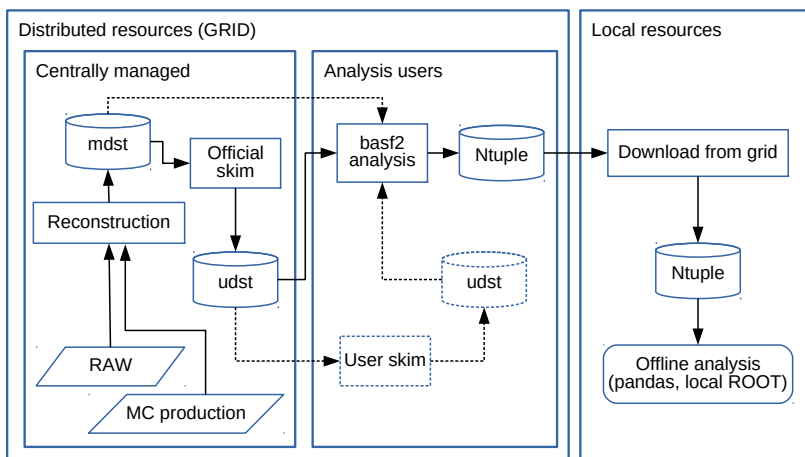 Distributed resources (GRID)
Local resources
Centrally managed
Analysis users
mdst
Official
skim
basf2
analysis
Ntuple
Download from grid
Reconstruction
udst
udst
Ntuple
RAW
User skim
Offline analysis
(pandas, local ROOT)
MC production